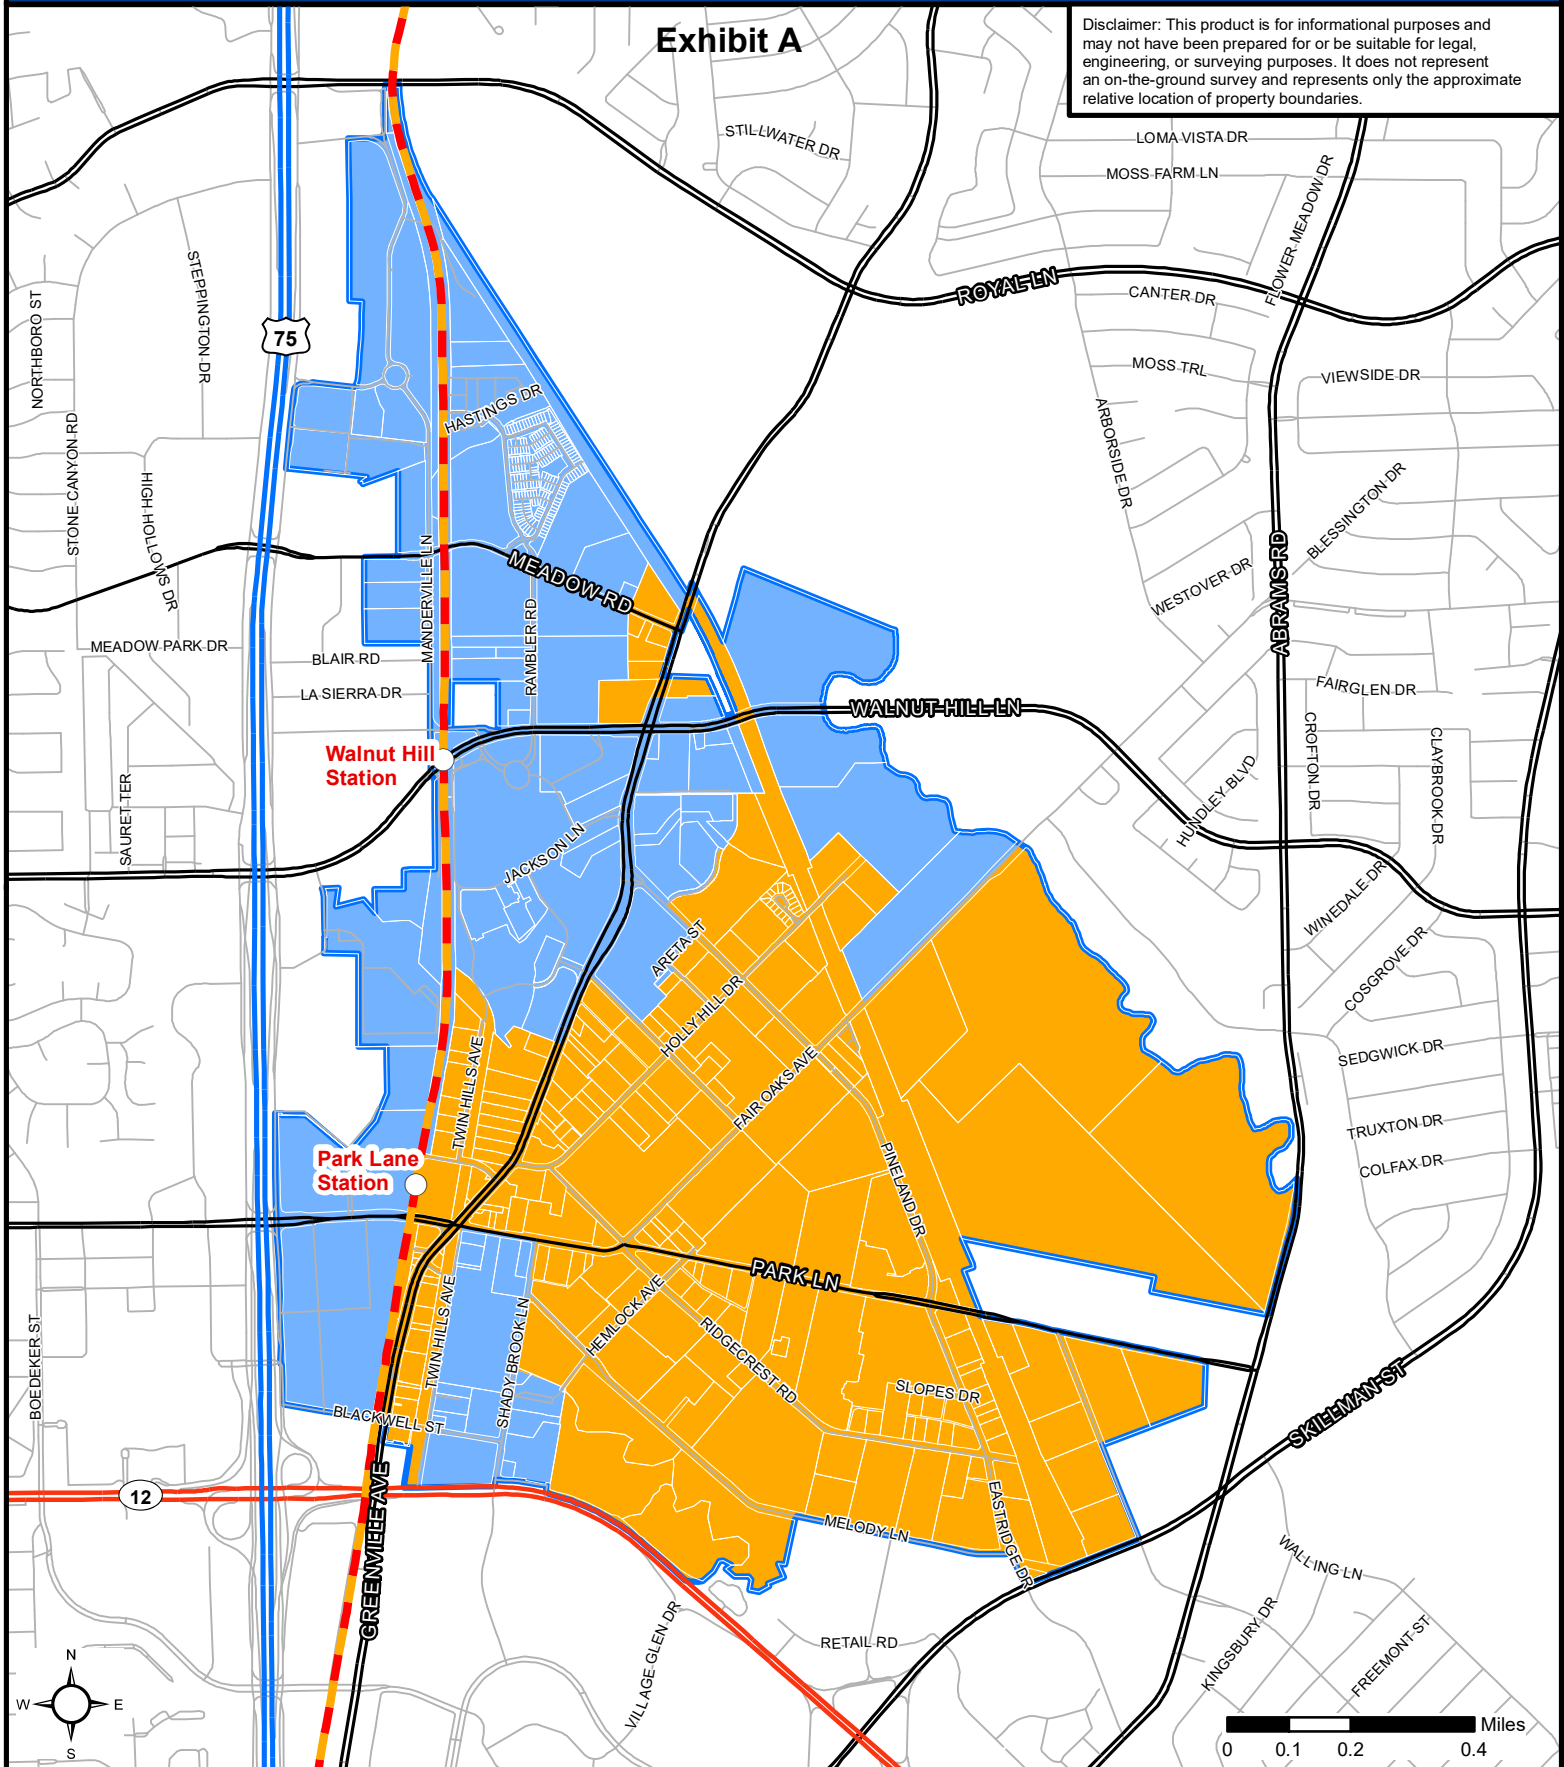 Exhibit A
Disclaimer: This product is for informational purposes and
may not have been prepared for or be suitable for legal,
engineering, or surveying purposes. It does not represent
an on-the-ground survey and represents only the approximate
relative location of property boundaries.
STILLWATER DR
LOMA VISTA DR
MOSS FARM LN
FLOWER MEADOW DR
STEPPINGTON DR
NORTHBORO ST
75
ROYAL LN
CANTER DR
MOSS TRL
VIEWSIDE DR
HASTINGS DR
ARBORSIDE DR
STONE CANYON RD
HIGH HOLLOWS DR
BLESSINGTON DR
MANDERVILLE LN
MEADOW RD
WESTOVER DR
ABRAMS RD
RAMBLER RD
MEADOW PARK DR
BLAIR RD
LA SIERRA DR
FAIRGLEN DR
WALNUT HILL LN
CROFTON DR
CLAYBROOK DR
Walnut Hill
Station
SAURET TER
HUNDLEY BLVD
JACKSON LN
WINEDALE DR
ARETA ST
COSGROVE DR
HOLLY HILL DR
SEDGWICK DR
TWIN HILLS AVE
FAIR OAKS AVE
TRUXTON DR
COLFAX DR
Park Lane
Station
PINELAND DR
PARK LN
HEMLOCK AVE
TWIN HILLS AVE
SHADY BROOK LN
RIDGECREST RD
BOEDEKER ST
SLOPES DR
BLACKWELL ST
SKILLMAN ST
12
GREENVILLE AVE
MELODY LN
EASTRIDGE DR
WALLING LN
VILLAGE GLEN DR
RETAIL RD
KINGSBURY DR
FREEMONT ST
N
W
E
S
Miles
0
0.1
0.2
0.4